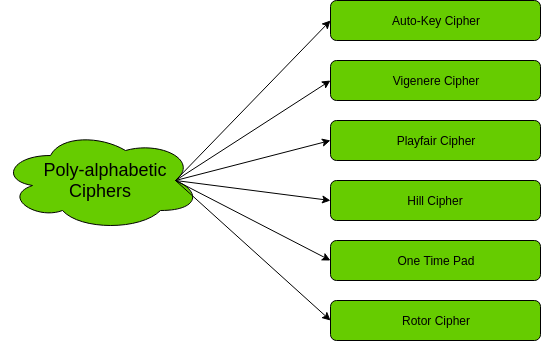 Auto-Key Cipher
Vigenere Cipher
Playfair Cipher
Poly-alphabetic
Ciphers
Hill Cipher
One Time Pad
Rotor Cipher